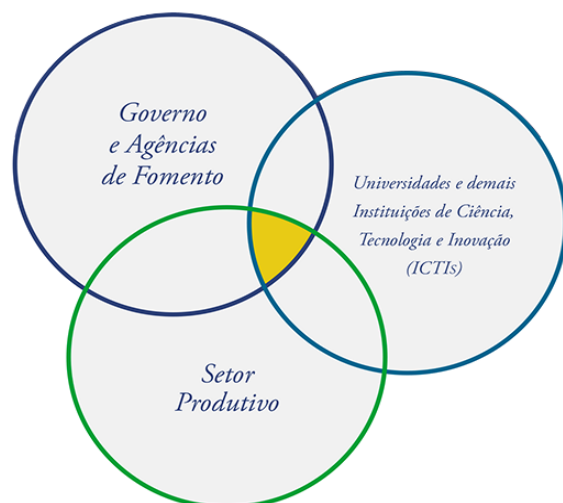 Governo
e Agências
de Fomento
Universidades e demais
Instituições de Ciência,
Tecnologia e Inovação
(ICTIs)
Setor
Produtivo